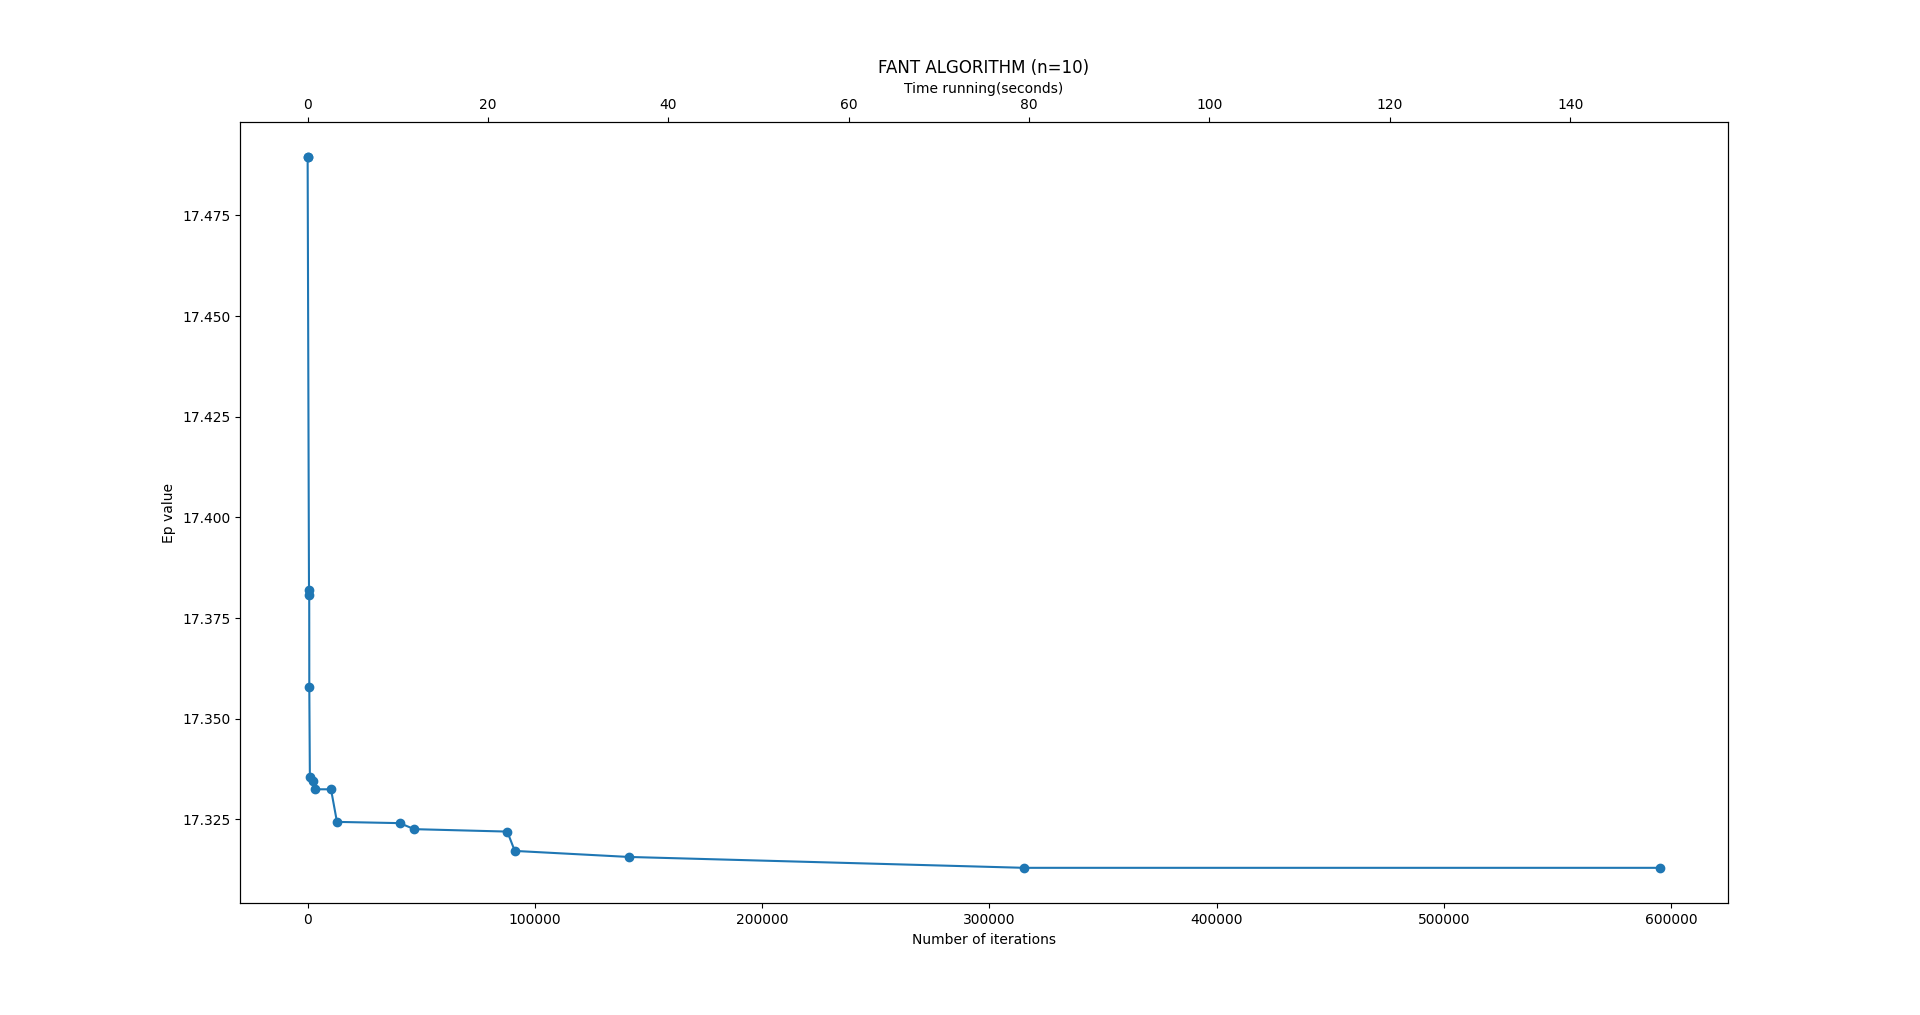 FANT ALGORITHM (n=10)
Time running(seconds)
0 20 40 60 80 100 120 140
17.475
17.450
17.425
17.400
Ep value
17.375
17.350
17.325
0 100000 200000 300000 400000 500000 600000
Number of iterations